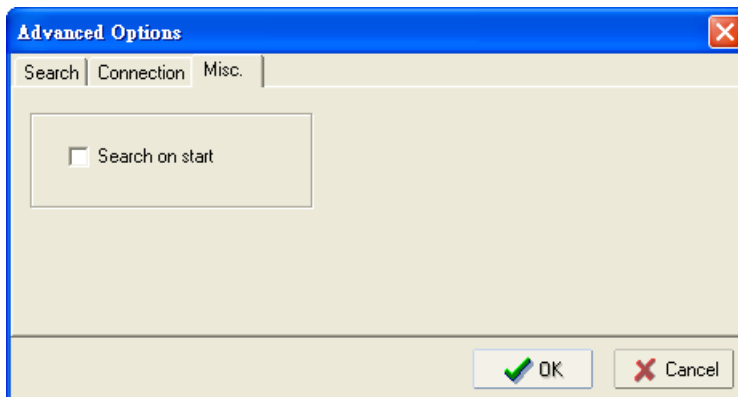 Advanced Options
Search Connection Misc.
Search on start
OK Cancel